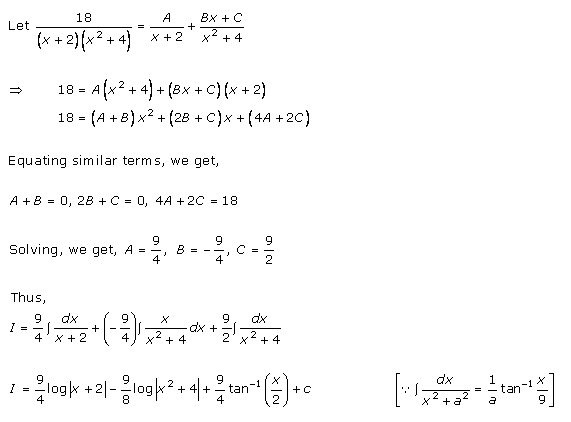 Let 18/((x+2)(x²+4)) = A/(x+2) + (Bx+C)/(x²+4)
⇒ 18 = A(x²+4)+(Bx+C)(x+2)
18 = (A+B)x²+(2B+C)x+(4A+2C)
Equating similar terms, we get,
A+B = 0, 2B+C = 0, 4A+2C = 18
Solving, we get, A = 9/4, B = -9/4, C = 9/2
Thus,
I = 9/4 ∫ dx/(x+2) + (-9/4) ∫ x/(x²+4) dx + 9/2 ∫ dx/(x²+4)
I = 9/4 log|x+2| - 9/8 log|x²+4| + 9/4 tan⁻¹(x/2) + c [∵ ∫ dx/(x²+a²) = 1/a tan⁻¹ x/9]